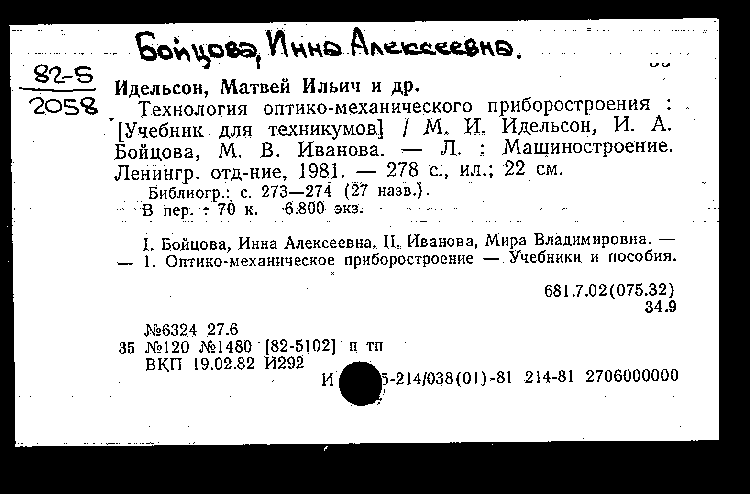 Бойцова, Инна Алексеевна.
82-5
2058
Идельсон, Матвей Ильич и др.
Технология оптико-механического приборостроения :
[Учебник для техникумов] / М. И. Идельсон, И. А.
Бойцова, М. В. Иванова. — Л. : Машиностроение.
Ленингр. отд-ние, 1981. — 278 с., ил.; 22 см.
Библиогр.: с. 273—274 (27 назв.).
В пер. : 70 к. 6.800 экз.
I. Бойцова, Инна Алексеевна. II. Иванова, Мира Владимировна. —
— 1. Оптико-механическое приборостроение — Учебники и пособия.
681.7.02(075.32)
34.9
№6324 27.6
35 №120 №1480 [82-5102] п тп
ВКП 19.02.82 И292
И 5-214/038(01)-81 214-81 2706000000